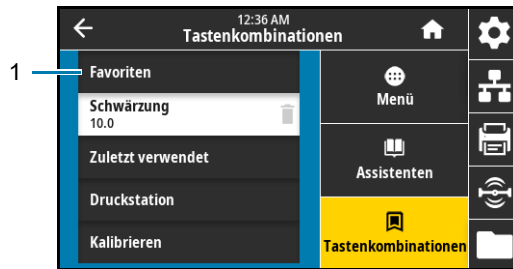 12:36 AM
Tastenkombinationen
1
Favoriten
Schwärzung
10.0
Zuletzt verwendet
Druckstation
Kalibrieren
Menü
Assistenten
Tastenkombinationen